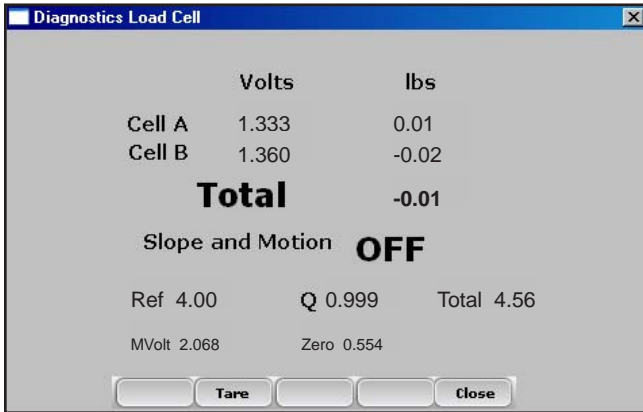 Diagnostics Load Cell
Volts lbs
Cell A 1.333 0.01
Cell B 1.360 -0.02
Total -0.01
Slope and Motion OFF
Ref 4.00 Q 0.999 Total 4.56
MVolt 2.068 Zero 0.554
Tare Close